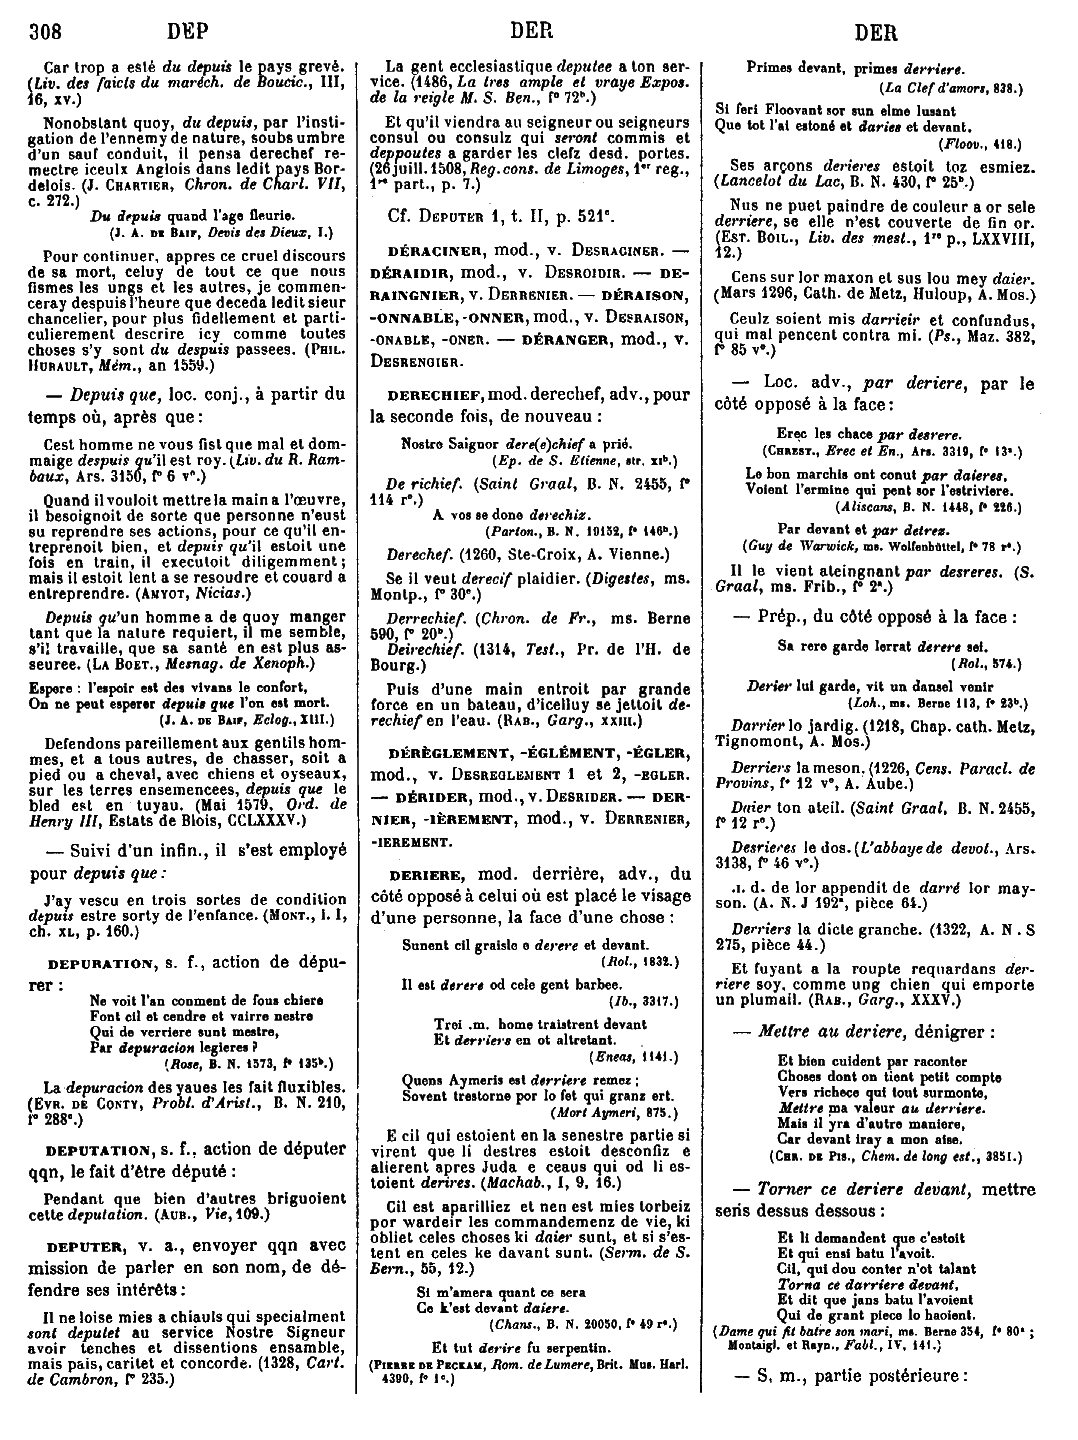 308 DEP DER DER
Car trop a esté du depuis le pays grevé.
(Liv. des faicts du maréch. de Boucic., III,
16, XV.)
Nonobstant quoy, du depuis, par l'insti-
gation de l'ennemy de nature, soubs umbre
d'un sauf conduit, il pensa derechef re-
mectre iceulx Anglois dans ledit pays Bor-
delois. (J. CHARTIER, Chron. de Charl. VII,
c. 272.)
Du depuis quand l'age fleurie.
(J. A. DE BAIF, Devis des Dieux, I.)
Pour continuer, appres ce cruel discours
de sa mort, celuy de tout ce que nous
fismes les ungs et les autres, je commen-
ceray despuis l'heure que deceda ledit sieur
chancelier, pour plus fidellement et parti-
culierement descrire icy comme toutes
choses s'y sont du despuis passees. (PHIL.
HURAULT, Mém., an 1559.)
— Depuis que, loc. conj., à partir du
temps où, après que :
Cest homme ne vous fist que mal et dom-
maige despuis qu'il est roy. (Liv. du R. Ram-
baux, Ars. 3150, f° 6 v°.)
Quand il vouloit mettre la main a l'œuvre,
il besoignoit de sorte que personne n'eust
su reprendre ses actions, pour ce qu'il en-
treprenoit bien, et depuis qu'il estoit une
fois en train, il executoit diligemment ;
mais il estoit lent a se resoudre et couard a
entreprendre. (AMYOT, Nicias.)
Depuis qu'un homme a de quoy manger
tant que la nature requiert, il me semble,
s'il travaille, que sa santé en est plus as-
seuree. (LA BOET., Mesnag. de Xenoph.)
Espere : l'espoir est des vivans le confort,
On ne peut esperer depuis que l'on est mort.
(J. A. DE BAIF, Eclog., XIII.)
Defendons pareillement aux gentils hom-
mes, et a tous autres, de chasser, soit a
pied ou a cheval, avec chiens et oyseaux,
sur les terres ensemencees, depuis que le
bled est en tuyau. (Mai 1579, Ord. de
Henry III, Estats de Blois, CCLXXXV.)
— Suivi d'un infin., il s'est employé
pour depuis que :
J'ay vescu en trois sortes de condition
depuis estre sorty de l'enfance. (MONT., l. I,
ch. XL, p. 160.)
DEPURATION, s. f., action de dépu-
rer :
Ne voit l'an conment de fous chiere
Font cil et cendre et vairre nestre
Qui de verriere sunt mestre,
Par depuracion legieres ?
(Rose, B. N. 1573, f° 135b.)
La depuracion des yaues les fait fluxibles.
(EVR. DE CONTY, Probl. d'Arist., B. N. 210,
f° 288a.)
DEPUTATION, s. f., action de députer
qqn, le fait d'être député :
Pendant que bien d'autres briguoient
cette deputation. (AUB., Vie, 109.)
DEPUTER, v. a., envoyer qqn avec
mission de parler en son nom, de dé-
fendre ses intérêts :
Il ne loise mies a chiauls qui specialment
sont deputet au service Nostre Signeur
avoir tenches et dissentions ensamble,
mais pais, caritet et concorde. (1328, Cart.
de Cambron, f° 235.)
La gent ecclesiastique deputee a ton ser-
vice. (1486, La tres ample et vraye Expos.
de la reigle M. S. Ben., f° 72b.)
Et qu'il viendra au seigneur ou seigneurs
consul ou consulz qui seront commis et
deppoutes a garder les clefz desd. portes.
(26 juill. 1508, Reg. cons. de Limoges, 1er reg.,
1re part., p. 7.)
Cf. DEPUTER 1, t. II, p. 521c.
DÉRACINER, mod., v. DESRACINER. —
DÉRAIDIR, mod., v. DESROIDIR. — DE-
RAINGNIER, v. DERRENIER. — DÉRAISON,
-ONNABLE, -ONNER, mod., v. DESRAISON,
-ONABLE, -ONER. — DÉRANGER, mod., v.
DESRENGIER.
DERECHIEF, mod. derechef, adv., pour
la seconde fois, de nouveau :
Nostre Saignor dere(e)chief a prié.
(Ep. de S. Etienne, str. XIb.)
De richief. (Saint Graal, B. N. 2455, f°
114 r°.)
A vos se done derechiz.
(Parton., B. N. 19152, f° 146b.)
Derechef. (1260, Ste-Croix, A. Vienne.)
Se il veut derecif plaidier. (Digestes, ms.
Montp., f° 30c.)
Derrechief. (Chron. de Fr., ms. Berne
590, f° 20b.)
Deirechief. (1314, Test., Pr. de l'H. de
Bourg.)
Puis d'une main entroit par grande
force en un bateau, d'icelluy se jettoit de-
rechief en l'eau. (RAB., Garg., XXIII.)
DÉRÈGLEMENT, -ÉGLÉMENT, -ÉGLER,
mod., v. DESREGLEMENT 1 et 2, -EGLER.
— DÉRIDER, mod., v. DESRIDER. — DER-
NIER, -IÈREMENT, mod., v. DERRENIER,
-IEREMENT.
DERIERE, mod. derrière, adv., du
côté opposé à celui où est placé le visage
d'une personne, la face d'une chose :
Sunent cil graisle e derere et devant.
(Rol., 1832.)
Il est derere od cele gent barbee.
(Ib., 3317.)
Troi .m. home traistrent devant
Et derriers en ot altretant.
(Eneas, 1141.)
Quens Aymeris est derriere remez ;
Sovent trestorne por lo fet qui granz ert.
(Mort Aymeri, 875.)
E cil qui estoient en la senestre partie si
virent que li destres estoit desconfiz e
alierent apres Juda e ceaus qui od li es-
toient derires. (Machab., I, 9, 16.)
Cil est aparilliez et nen est mies torbeiz
por wardeir les commandemenz de vie, ki
obliet celes choses ki daier sunt, et si s'es-
tent en celes ke davant sunt. (Serm. de S.
Bern., 55, 12.)
Si m'amera quant ce sera
Ce k'est devant daiere.
(Chans., B. N. 20050, f° 49 r°.)
Et tut derire fu serpentin.
(PIERRE DE PECKAM, Rom. de Lumere, Brit. Mus. Harl.
4390, f° 1c.)
Primes devant, primes derriere.
(La Clef d'amors, 838.)
Si feri Floovant sor sun elme lusant
Que tot l'ai estoné et daries et devant.
(Floov., 418.)
Ses arçons derieres estoit toz esmiez.
(Lancelot du Lac, B. N. 430, f° 25b.)
Nus ne puet paindre de couleur a or sele
derriere, se elle n'est couverte de fin or.
(EST. BOIL., Liv. des mest., 1re p., LXXVIII,
12.)
Cens sur lor maxon et sus lou mey daier.
(Mars 1296, Cath. de Metz, Huloup, A. Mos.)
Ceulz soient mis darrieir et confundus,
qui mal pencent contra mi. (Ps., Maz. 382,
f° 85 v°.)
— Loc. adv., par deriere, par le
côté opposé à la face :
Erec les chace par desrere.
(CHREST., Erec et En., Ars. 3319, f° 13a.)
Le bon marchis ont conut par daieres,
Voient l'ermine qui pent sor l'estriviere.
(Aliscans, B. N. 1448, f° 226.)
Par devant et par detrez.
(Guy de Warwick, ms. Wolfenbüttel, f° 78 r°.)
Il le vient ateingnant par desreres. (S.
Graal, ms. Frib., f° 2a.)
— Prép., du côté opposé à la face :
Sa rere garde lerrat derere sei.
(Rol., 574.)
Derier lui garde, vit un dansel venir
(Loh., ms. Berne 113, f° 23b.)
Darrier lo jardig. (1218, Chap. cath. Metz,
Tignomont, A. Mos.)
Derriers la meson. (1226, Cens. Paracl. de
Provins, f° 12 v°, A. Aube.)
Daier ton ateil. (Saint Graal, B. N. 2455,
f° 12 r°.)
Desrieres le dos. (L'abbaye de devot., Ars.
3138, f° 46 v°.)
.I. d. de lor appendit de darré lor may-
son. (A. N. J 192a, pièce 64.)
Derriers la dicte granche. (1322, A. N. S
275, pièce 44.)
Et fuyant a la roupte reguardans der-
riere soy, comme ung chien qui emporte
un plumail. (RAB., Garg., XXXV.)
— Mettre au deriere, dénigrer :
Et bien cuident par raconter
Choses dont on tient petit compte
Vers richece qui tout surmonte,
Mettre ma valeur au derriere.
Mais il yra d'autre maniere,
Car devant iray a mon aise.
(CHR. DE PIS., Chem. de long est., 3851.)
— Torner ce deriere devant, mettre
sens dessus dessous :
Et li demandent que c'estoit
Et qui ensi batu l'avoit.
Cil, qui dou conter n'ot talant
Torna ce darriere devant,
Et dit que jans batu l'avoient
Qui de grant piece lo haoient.
(Dame qui fit batre son mari, ms. Berne 354, f° 80a ;
Montaigl. et Rayn., Fabl., IV, 141.)
— S. m., partie postérieure :